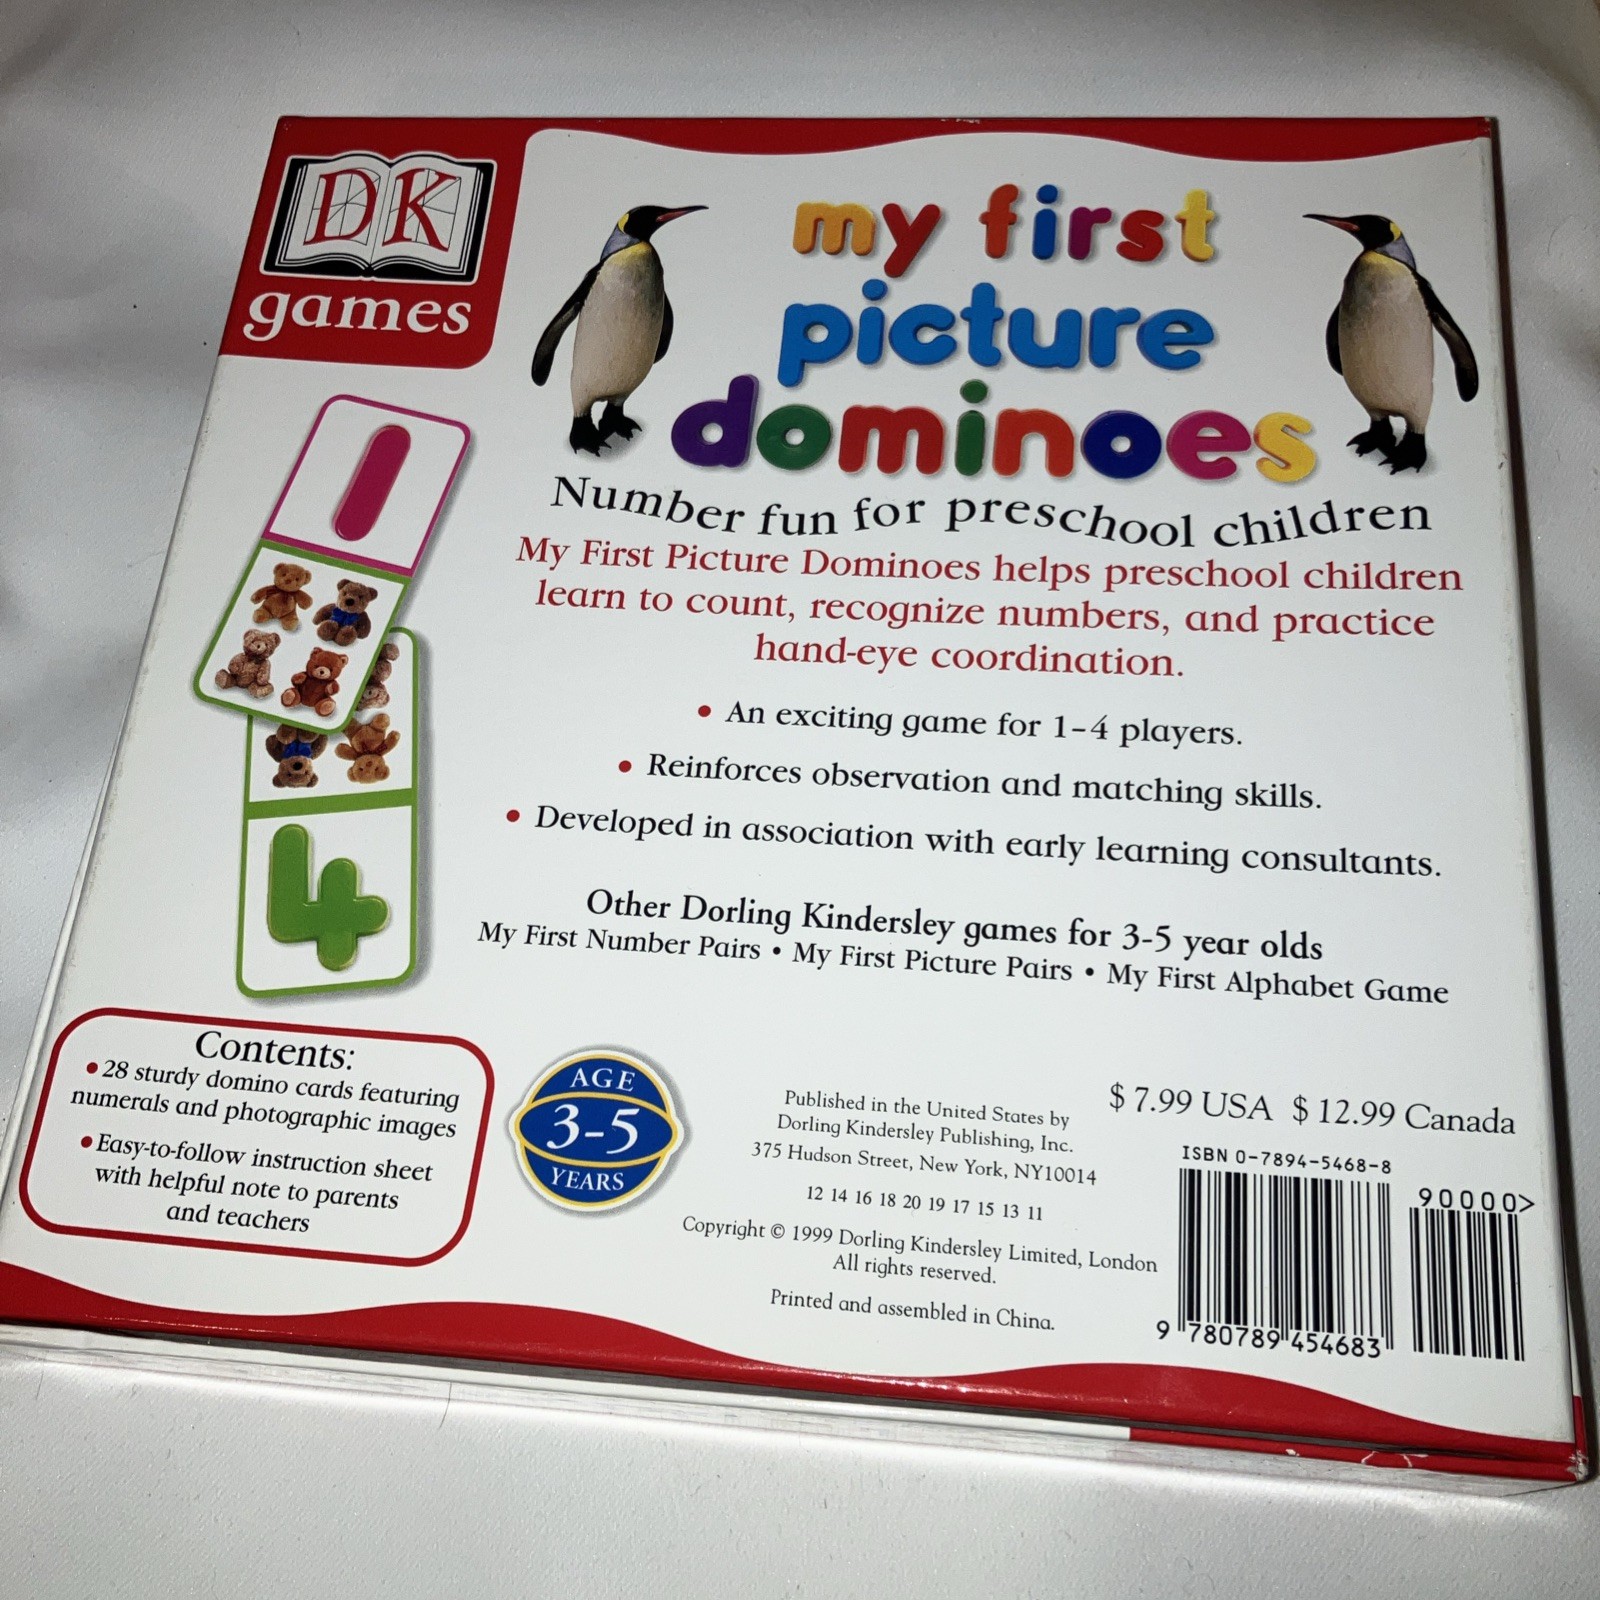 DK
games
my first
picture
dominoes
Number fun for preschool children
My First Picture Dominoes helps preschool children
learn to count, recognize numbers, and practice
hand-eye coordination.
• An exciting game for 1-4 players.
• Reinforces observation and matching skills.
• Developed in association with early learning consultants.
Other Dorling Kindersley games for 3-5 year olds
My First Number Pairs • My First Picture Pairs • My First Alphabet Game
1
4
Contents:
• 28 sturdy domino cards featuring
numerals and photographic images
• Easy-to-follow instruction sheet
with helpful note to parents
and teachers
AGE
3-5
YEARS
Published in the United States by
Dorling Kindersley Publishing, Inc.
375 Hudson Street, New York, NY10014
12 14 16 18 20 19 17 15 13 11
Copyright © 1999 Dorling Kindersley Limited, London
All rights reserved.
Printed and assembled in China.
$ 7.99 USA $ 12.99 Canada
ISBN 0-7894-5468-8
90000>
9 780789 454683